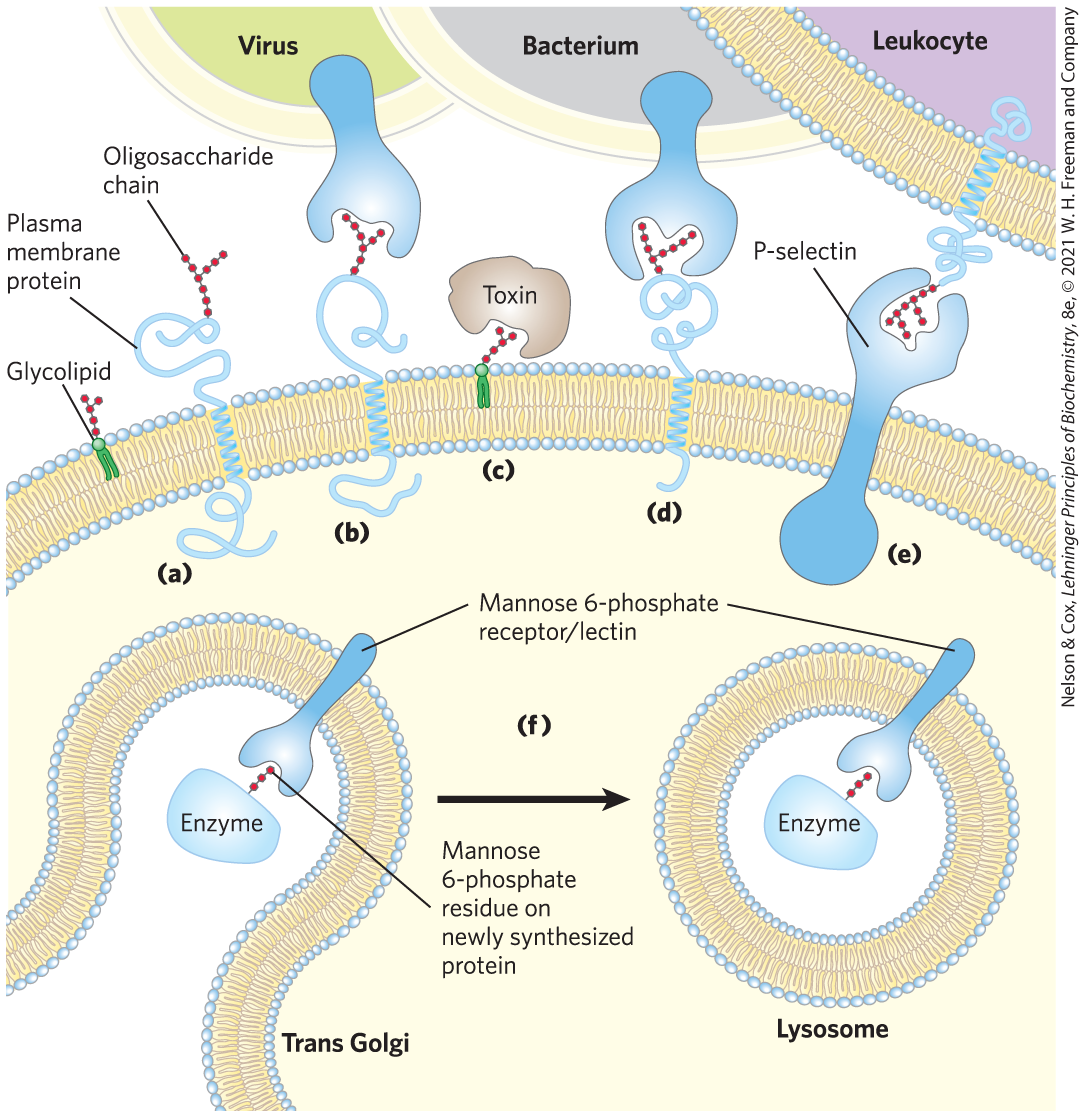 Virus
Bacterium
Leukocyte
Oligosaccharide
chain
Plasma
membrane
protein
P-selectin
Toxin
Glycolipid
(a)
(b)
(c)
(d)
(e)
Mannose 6-phosphate
receptor/lectin
(f)
Enzyme
Enzyme
Mannose
6-phosphate
residue on
newly synthesized
protein
Trans Golgi
Lysosome
Nelson & Cox, Lehninger Principles of Biochemistry, 8e, © 2021 W. H. Freeman and Company